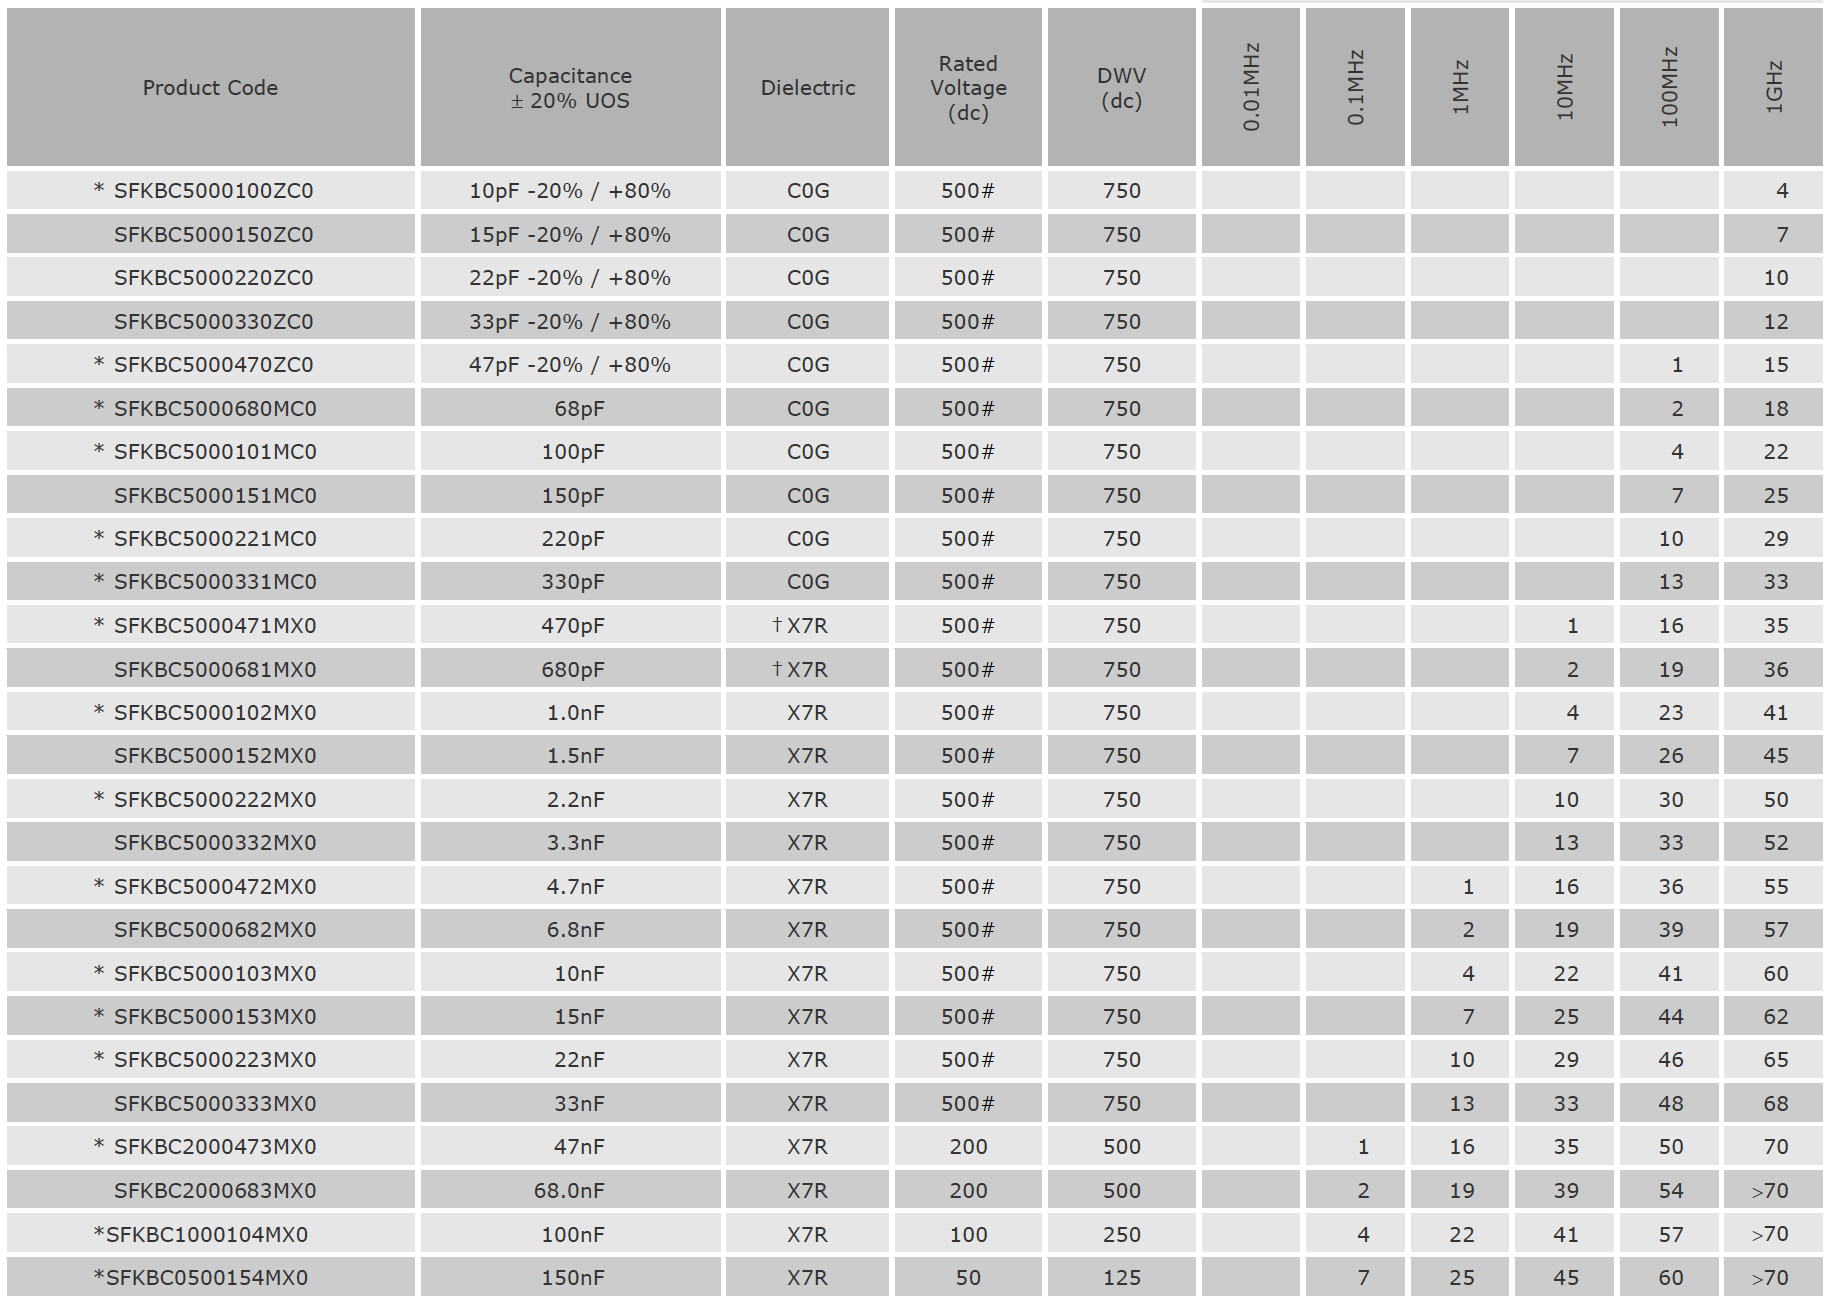 Product Code Capacitance ± 20% UOS Dielectric Rated Voltage (dc) DWV (dc) 0.01MHz 0.1MHz 1MHz 10MHz 100MHz 1GHz
* SFKBC5000100ZC0 10pF -20% / +80% C0G 500# 750 4
SFKBC5000150ZC0 15pF -20% / +80% C0G 500# 750 7
SFKBC5000220ZC0 22pF -20% / +80% C0G 500# 750 10
SFKBC5000330ZC0 33pF -20% / +80% C0G 500# 750 12
* SFKBC5000470ZC0 47pF -20% / +80% C0G 500# 750 1 15
* SFKBC5000680MC0 68pF C0G 500# 750 2 18
* SFKBC5000101MC0 100pF C0G 500# 750 4 22
SFKBC5000151MC0 150pF C0G 500# 750 7 25
* SFKBC5000221MC0 220pF C0G 500# 750 10 29
* SFKBC5000331MC0 330pF C0G 500# 750 13 33
* SFKBC5000471MX0 470pF † X7R 500# 750 1 16 35
SFKBC5000681MX0 680pF † X7R 500# 750 2 19 36
* SFKBC5000102MX0 1.0nF X7R 500# 750 4 23 41
SFKBC5000152MX0 1.5nF X7R 500# 750 7 26 45
* SFKBC5000222MX0 2.2nF X7R 500# 750 10 30 50
SFKBC5000332MX0 3.3nF X7R 500# 750 13 33 52
* SFKBC5000472MX0 4.7nF X7R 500# 750 1 16 36 55
SFKBC5000682MX0 6.8nF X7R 500# 750 2 19 39 57
* SFKBC5000103MX0 10nF X7R 500# 750 4 22 41 60
* SFKBC5000153MX0 15nF X7R 500# 750 7 25 44 62
* SFKBC5000223MX0 22nF X7R 500# 750 10 29 46 65
SFKBC5000333MX0 33nF X7R 500# 750 13 33 48 68
* SFKBC2000473MX0 47nF X7R 200 500 1 16 35 50 70
SFKBC2000683MX0 68.0nF X7R 200 500 2 19 39 54 >70
*SFKBC1000104MX0 100nF X7R 100 250 4 22 41 57 >70
*SFKBC0500154MX0 150nF X7R 50 125 7 25 45 60 >70